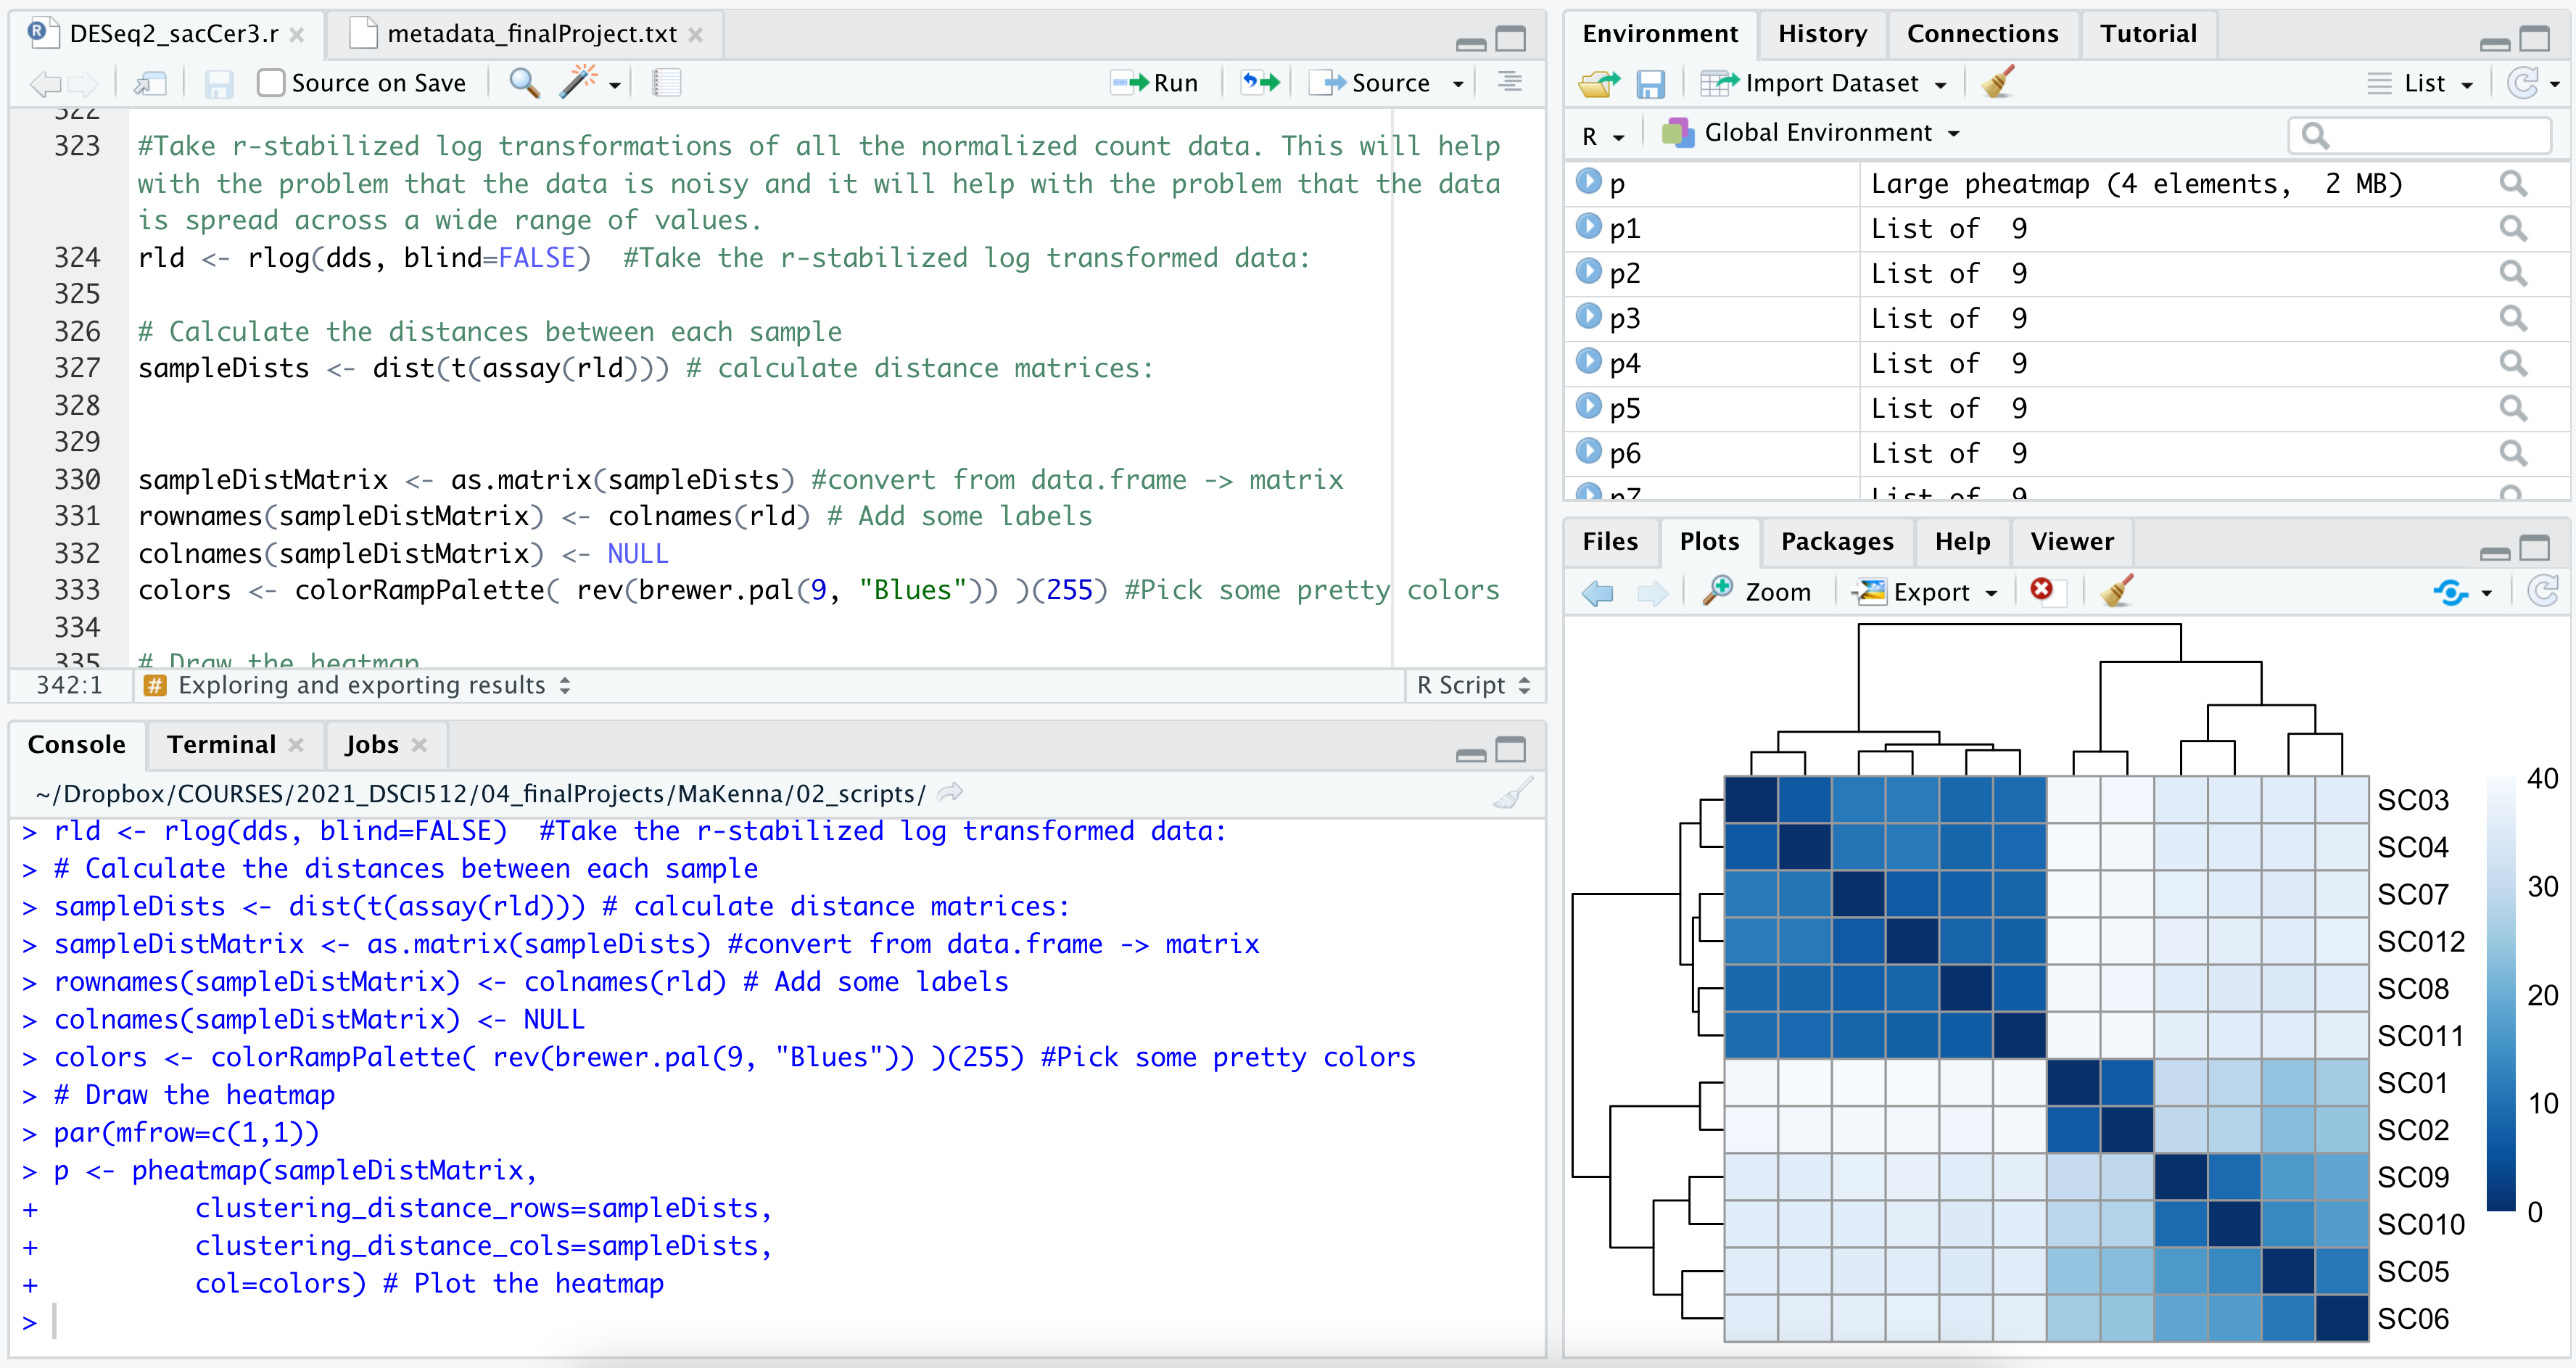 DESeq2_sacCer3.r
metadata_finalProject.txt
Source on Save
Run
Source
322
323 #Take r-stabilized log transformations of all the normalized count data. This will help
with the problem that the data is noisy and it will help with the problem that the data
is spread across a wide range of values.
324 rld <- rlog(dds, blind=FALSE)  #Take the r-stabilized log transformed data:
325
326 # Calculate the distances between each sample
327 sampleDists <- dist(t(assay(rld))) # calculate distance matrices:
328
329
330 sampleDistMatrix <- as.matrix(sampleDists) #convert from data.frame -> matrix
331 rownames(sampleDistMatrix) <- colnames(rld) # Add some labels
332 colnames(sampleDistMatrix) <- NULL
333 colors <- colorRampPalette( rev(brewer.pal(9, "Blues")) )(255) #Pick some pretty colors
334
335 # Draw the heatmap
342:1
# Exploring and exporting results
R Script
Console
Terminal
Jobs
~/Dropbox/COURSES/2021_DSCI512/04_finalProjects/MaKenna/02_scripts/
> rld <- rlog(dds, blind=FALSE)  #Take the r-stabilized log transformed data:
> # Calculate the distances between each sample
> sampleDists <- dist(t(assay(rld))) # calculate distance matrices:
> sampleDistMatrix <- as.matrix(sampleDists) #convert from data.frame -> matrix
> rownames(sampleDistMatrix) <- colnames(rld) # Add some labels
> colnames(sampleDistMatrix) <- NULL
> colors <- colorRampPalette( rev(brewer.pal(9, "Blues")) )(255) #Pick some pretty colors
> # Draw the heatmap
> par(mfrow=c(1,1))
> p <- pheatmap(sampleDistMatrix,
+          clustering_distance_rows=sampleDists,
+          clustering_distance_cols=sampleDists,
+          col=colors) # Plot the heatmap
>
Environment
History
Connections
Tutorial
Import Dataset
List
R
Global Environment
p Large pheatmap (4 elements,  2 MB)
p1 List of  9
p2 List of  9
p3 List of  9
p4 List of  9
p5 List of  9
p6 List of  9
p7 List of  9
Files
Plots
Packages
Help
Viewer
Zoom
Export
SC03
SC04
SC07
SC012
SC08
SC011
SC01
SC02
SC09
SC010
SC05
SC06
40
30
20
10
0